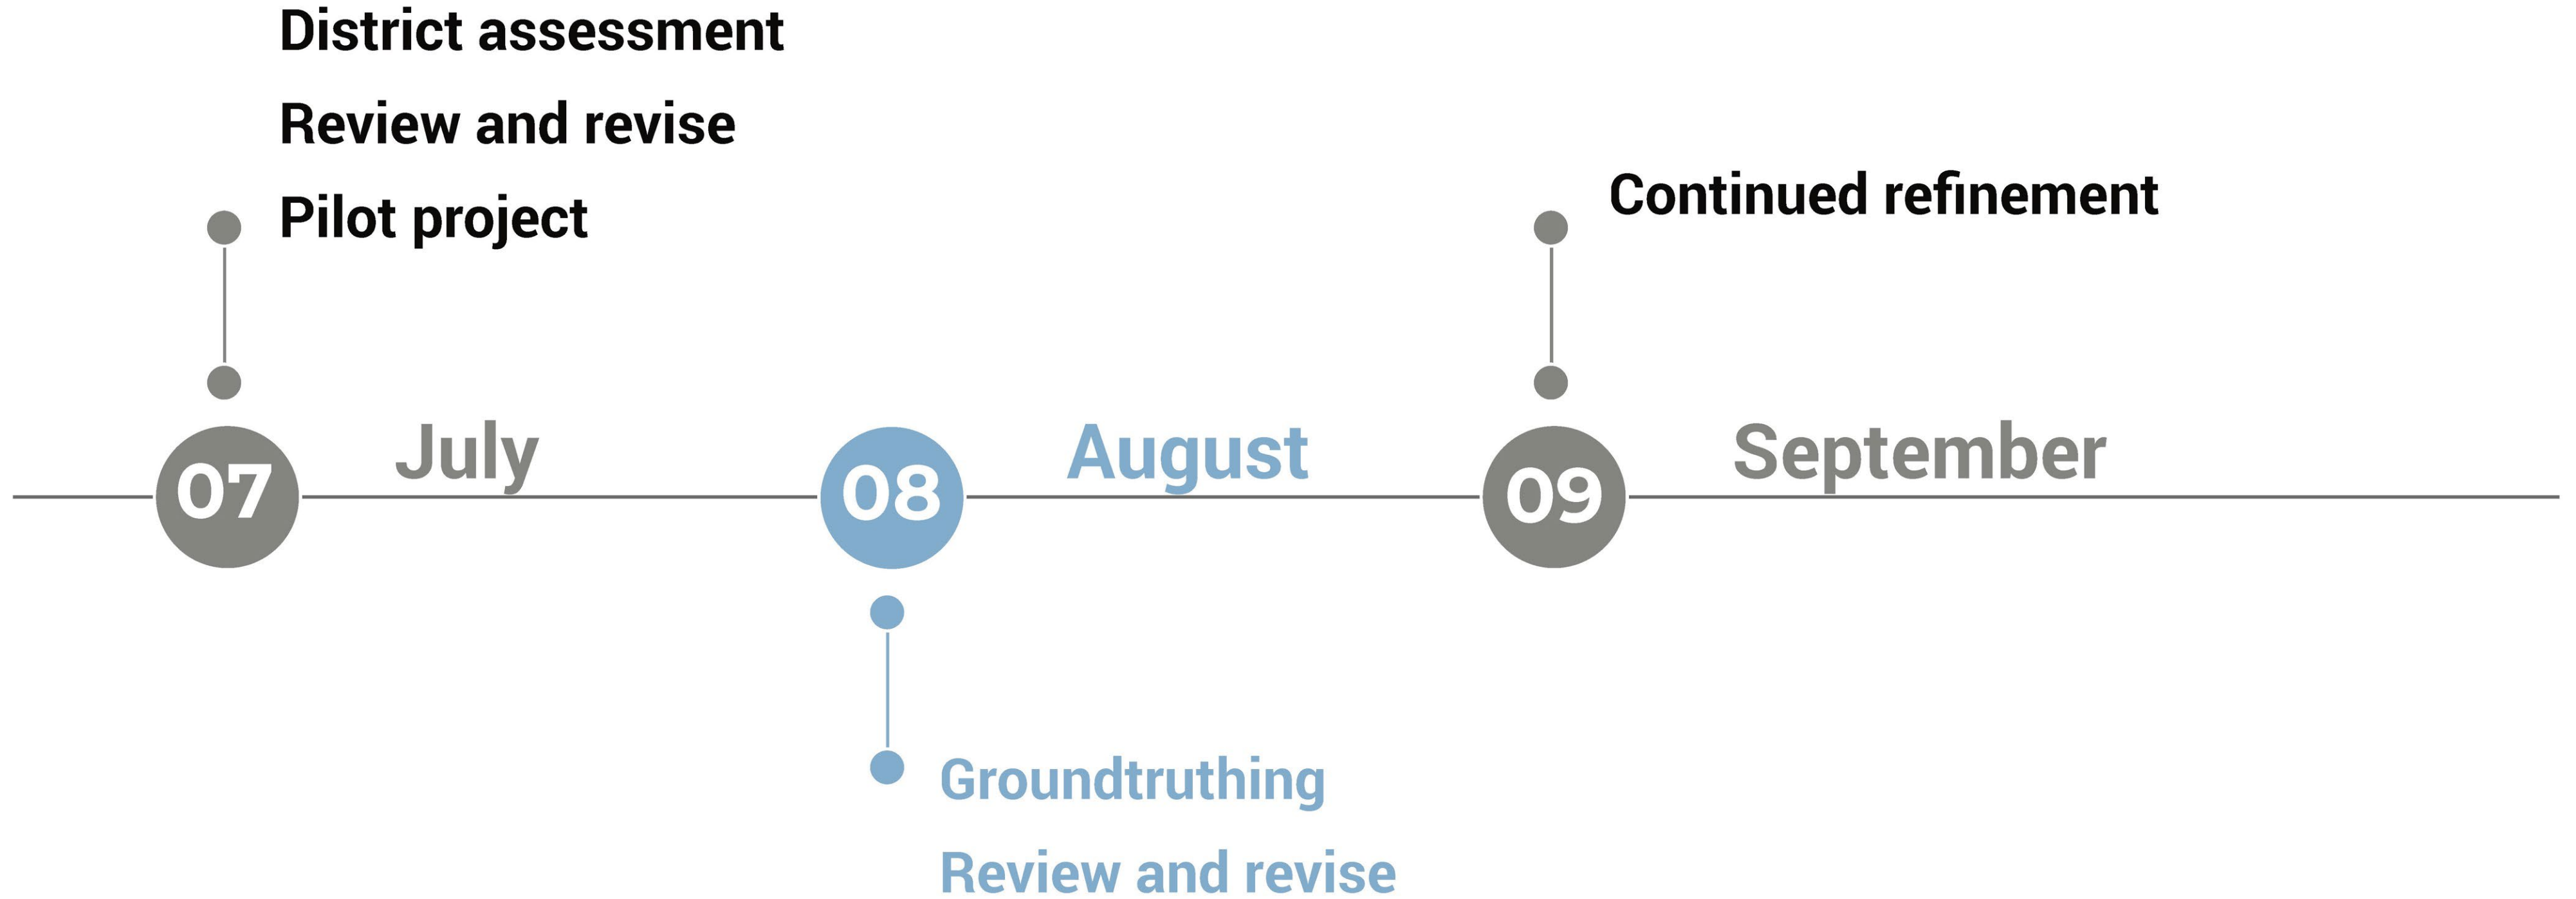 District assessment
Review and revise
Pilot project
Continued refinement
07 July
08 August
09 September
Groundtruthing
Review and revise